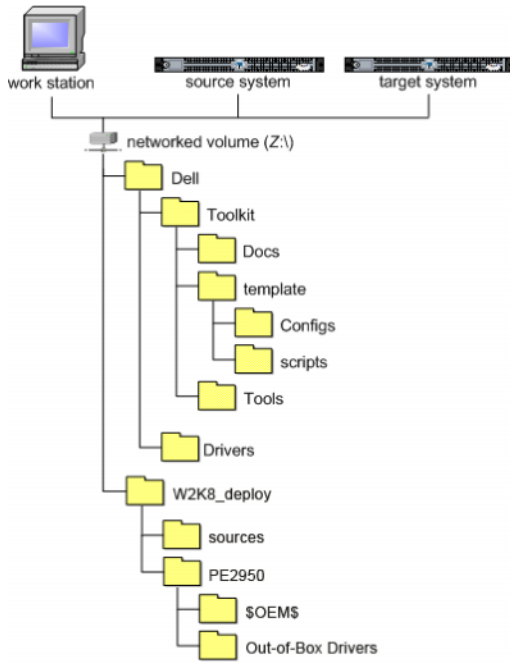 work station
source system
target system
networked volume (Z:\)
Dell
Toolkit
Docs
template
Configs
scripts
Tools
Drivers
W2K8_deploy
sources
PE2950
$OEM$
Out-of-Box Drivers